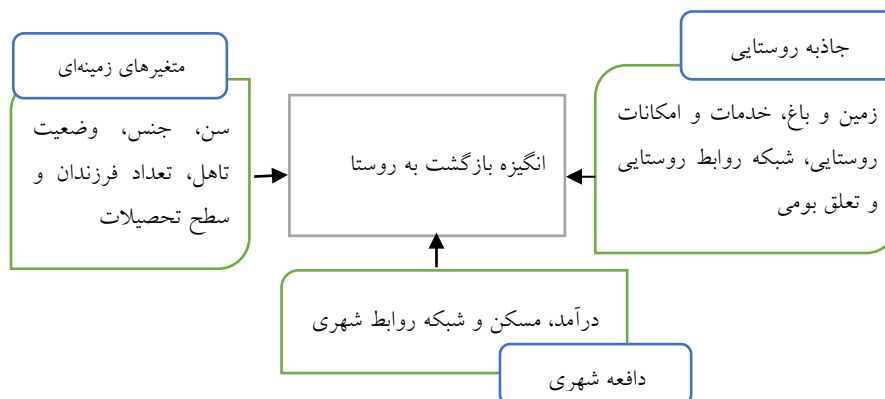 جاذبه روستایی
زمین و باغ، خدمات و امکانات
روستایی، شبکه روابط روستایی
و تعلق بومی
انگیزه بازگشت به روستا
متغیرهای زمینه‌ای
سن، جنس، وضعیت
تاهل، تعداد فرزندان و
سطح تحصیلات
درآمد، مسکن و شبکه روابط شهری
دافعه شهری